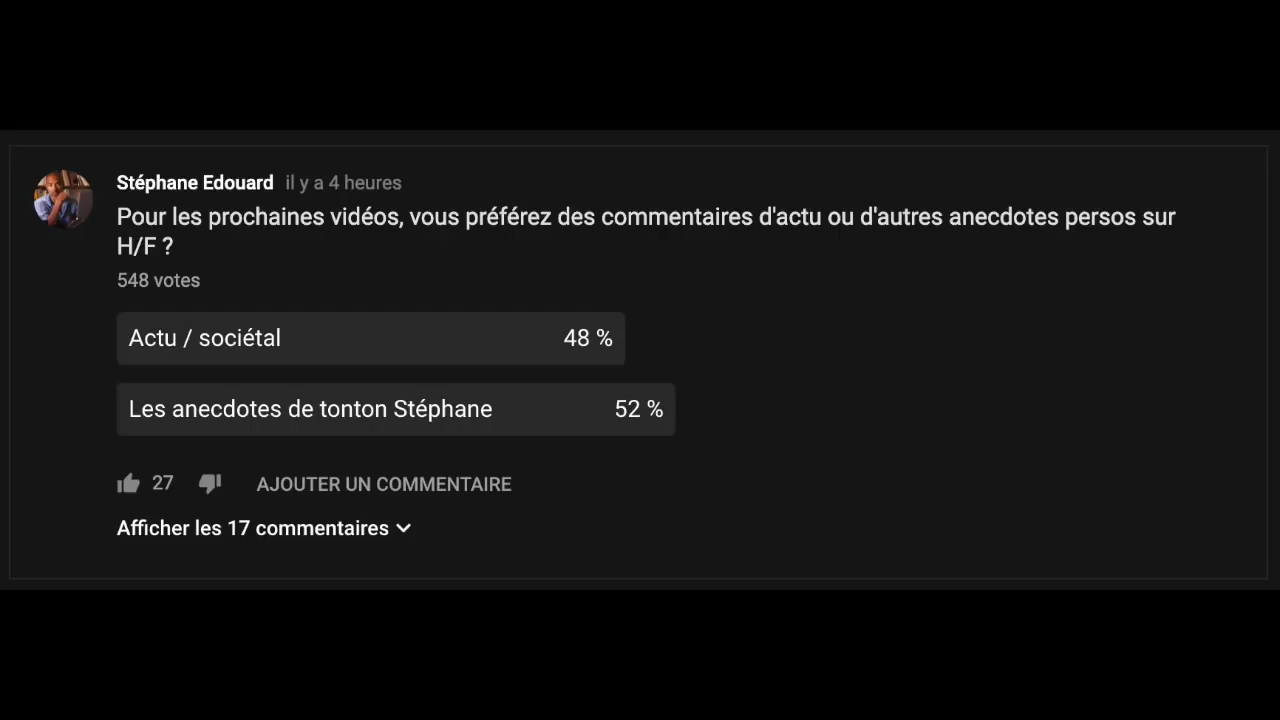 Stéphane Edouard il y a 4 heures
Pour les prochaines vidéos, vous préférez des commentaires d'actu ou d'autres anecdotes persos sur
H/F ?
548 votes
Actu / sociétal 48 %
Les anecdotes de tonton Stéphane 52 %
27 AJOUTER UN COMMENTAIRE
Afficher les 17 commentaires